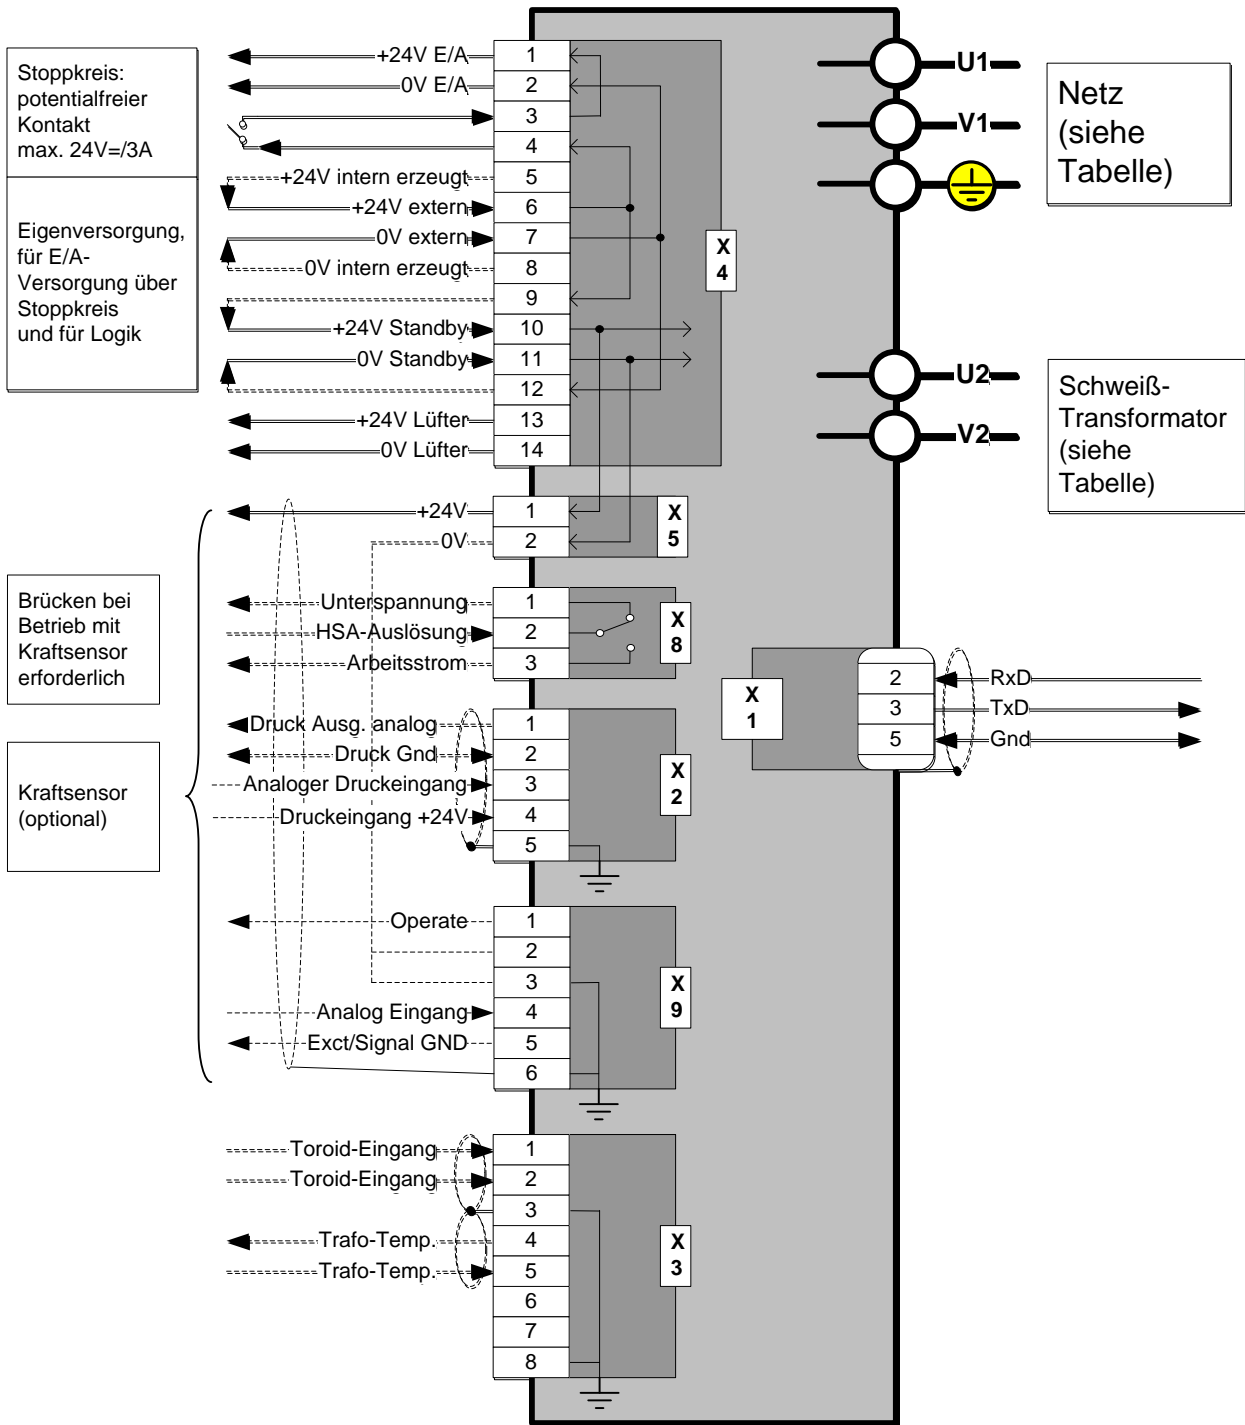 Stoppkreis:
potentialfreier
Kontakt
max. 24V=/3A
Eigenversorgung,
für E/A-
Versorgung über
Stoppkreis
und für Logik
Brücken bei
Betrieb mit
Kraftsensor
erforderlich
Kraftsensor
(optional)
+24V E/A 1
0V E/A 2
3
4
+24V intern erzeugt 5
+24V extern 6
0V extern 7
0V intern erzeugt 8
9
+24V Standby 10
0V Standby 11
12
+24V Lüfter 13
0V Lüfter 14
X
4
+24V 1
0V 2
X
5
Unterspannung 1
HSA-Auslösung 2
Arbeitsstrom 3
X
8
Druck Ausg. analog 1
Druck Gnd 2
Analoger Druckeingang 3
Druckeingang +24V 4
5
X
2
Operate 1
2
3
Analog Eingang 4
Exct/Signal GND 5
6
X
9
Toroid-Eingang 1
Toroid-Eingang 2
3
Trafo-Temp. 4
Trafo-Temp. 5
6
7
8
X
3
U1
V1
Netz
(siehe
Tabelle)
U2
V2
Schweiß-
Transformator
(siehe
Tabelle)
X
1
2 RxD
3 TxD
5 Gnd